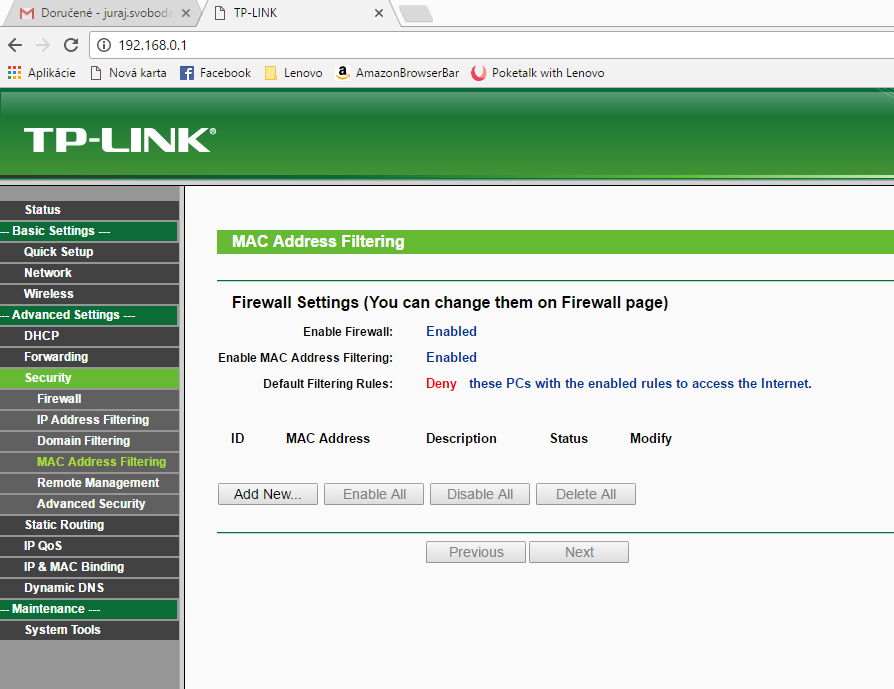 Doručené - juraj.svoboda
TP-LINK
192.168.0.1
Aplikácie Nová karta Facebook Lenovo AmazonBrowserBar Poketalk with Lenovo
TP-LINK®
Status
--- Basic Settings ---
Quick Setup
Network
Wireless
--- Advanced Settings ---
DHCP
Forwarding
Security
Firewall
IP Address Filtering
Domain Filtering
MAC Address Filtering
Remote Management
Advanced Security
Static Routing
IP QoS
IP & MAC Binding
Dynamic DNS
--- Maintenance ---
System Tools
MAC Address Filtering
Firewall Settings (You can change them on Firewall page)
Enable Firewall: Enabled
Enable MAC Address Filtering: Enabled
Default Filtering Rules: Deny these PCs with the enabled rules to access the Internet.
ID MAC Address Description Status Modify
Add New... Enable All Disable All Delete All
Previous Next